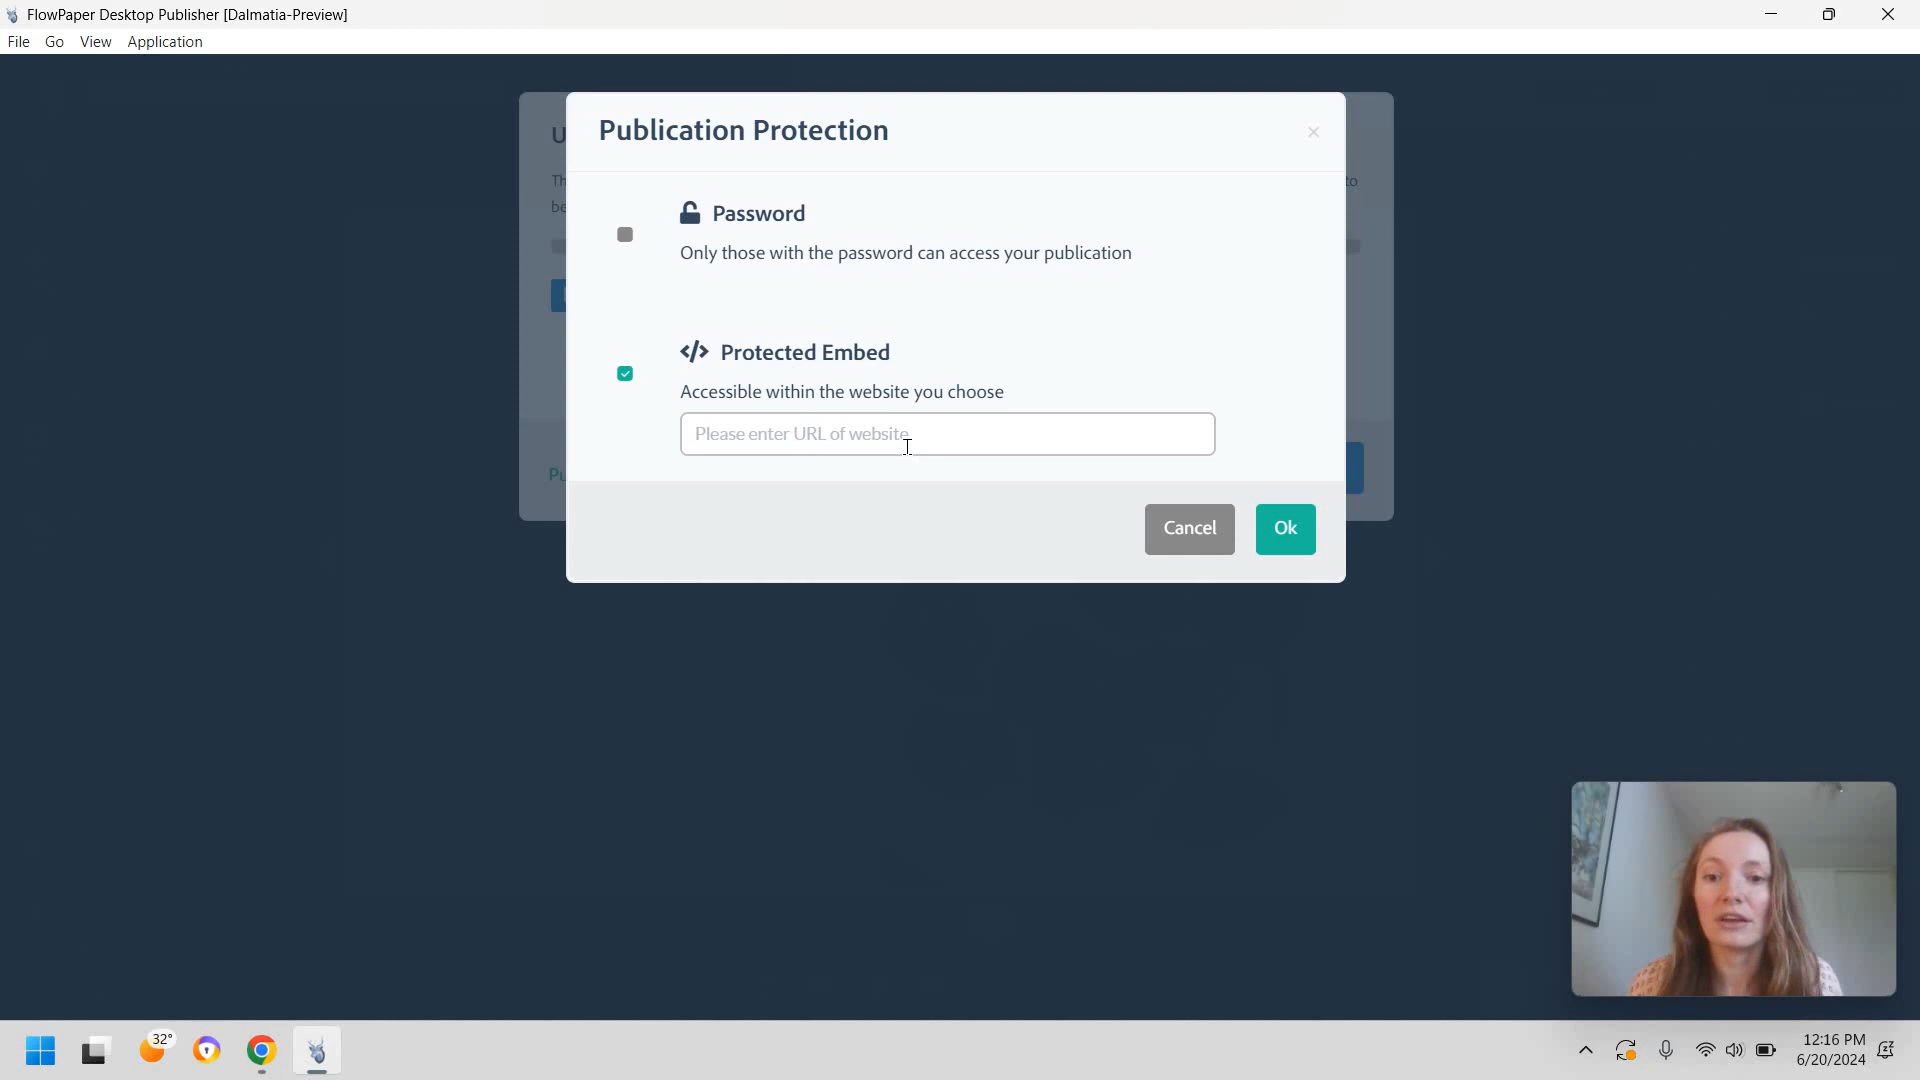 FlowPaper Desktop Publisher [Dalmatia-Preview]
File Go View Application
Publication Protection
Password
Only those with the password can access your publication
Protected Embed
Accessible within the website you choose
Please enter URL of website
Cancel Ok
to
32°
12:16 PM
6/20/2024